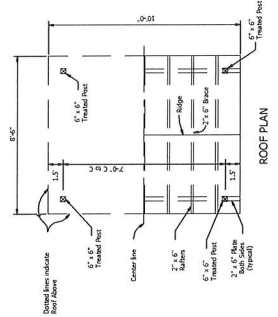 Dotted lines indicate
Roof Above
8'-6"
1.5'
1.5'
6" x 6"
Treated Post
6" x 6"
Treated Post
7'-0" C to C
Center line
2" x 6"
Rafters
Ridge
2"x 6" Brace
6" x 6"
Treated Post
2" x 6" Plate
Both Sides
(typical)
6" x 6"
Treated Post
10'-0"
ROOF PLAN